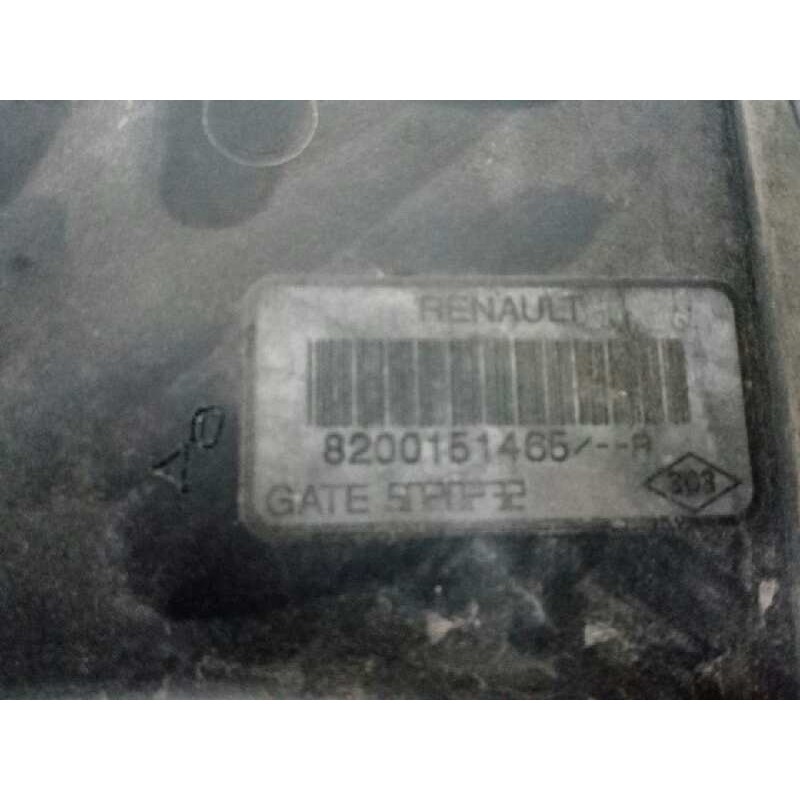 RENAULT
8200151465/--A
GATE
303